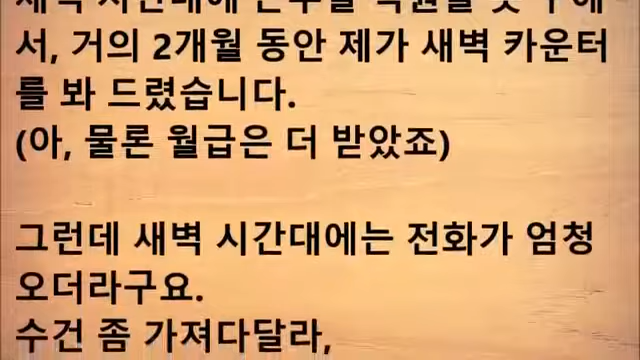 서, 거의 2개월 동안 제가 새벽 카운터
를 봐 드렸습니다.
(아, 물론 월급은 더 받았죠)
그런데 새벽 시간대에는 전화가 엄청
오더라구요.
수건 좀 가져다달라,